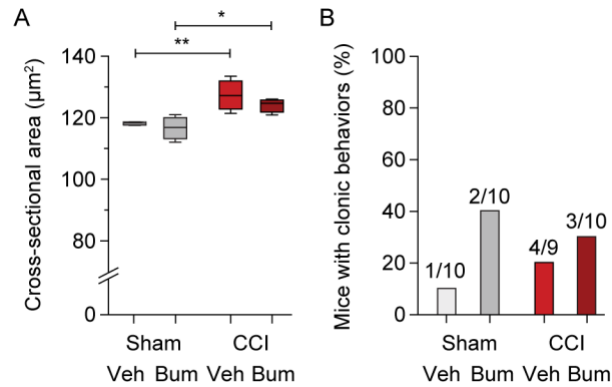 A
Cross-sectional area (μm²)
140
120
100
80
0
**
*
Sham CCI
Veh Bum Veh Bum
B
Mice with clonic behaviors (%)
100
80
60
40
20
0
1/10
2/10
4/9
3/10
Sham CCI
Veh Bum Veh Bum